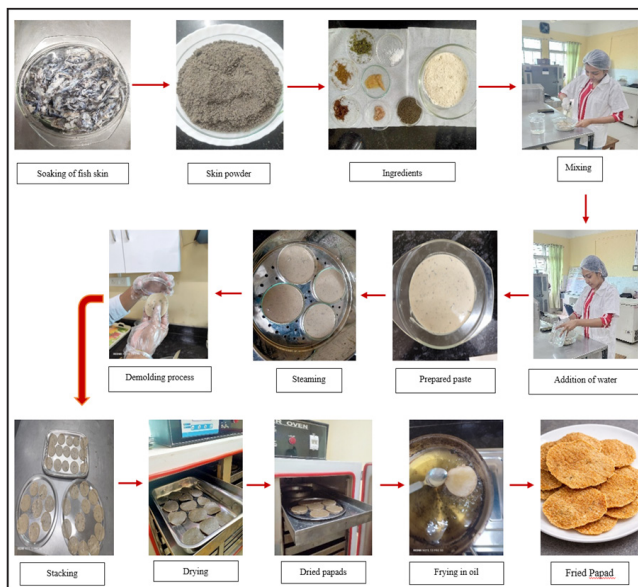 Soaking of fish skin
Skin powder
Ingredients
Mixing
Demolding process
Steaming
Prepared paste
Addition of water
OVEN
Stacking
Drying
Dried papads
Frying in oil
Fried Papad